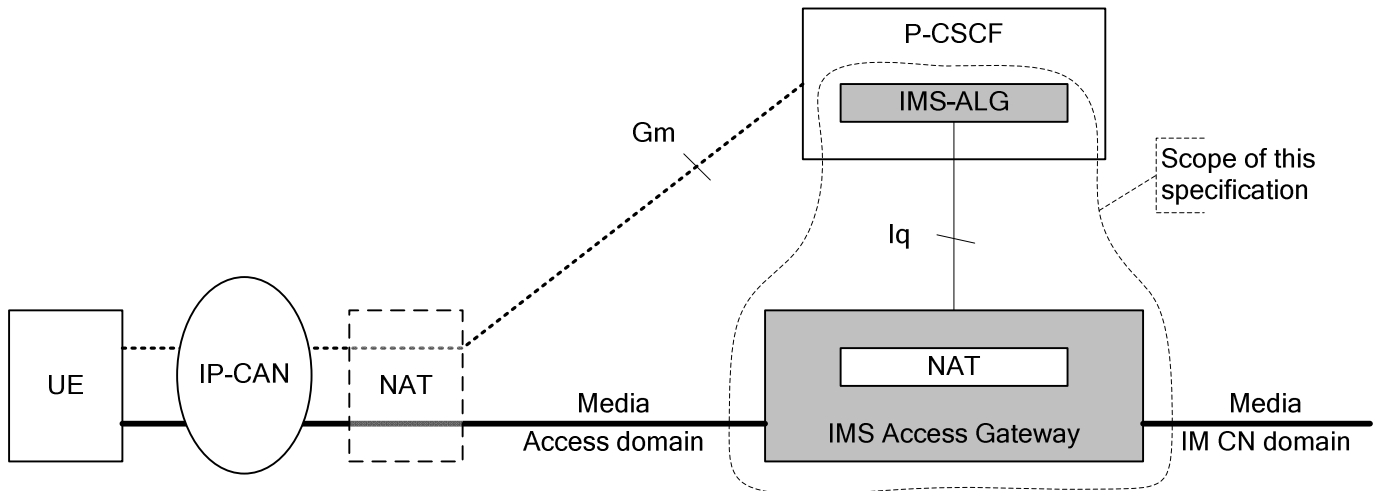 P-CSCF
IMS-ALG
Gm
Scope of this
specification
Iq
UE
IP-CAN
NAT
NAT
Media
Access domain
IMS Access Gateway
Media
IM CN domain